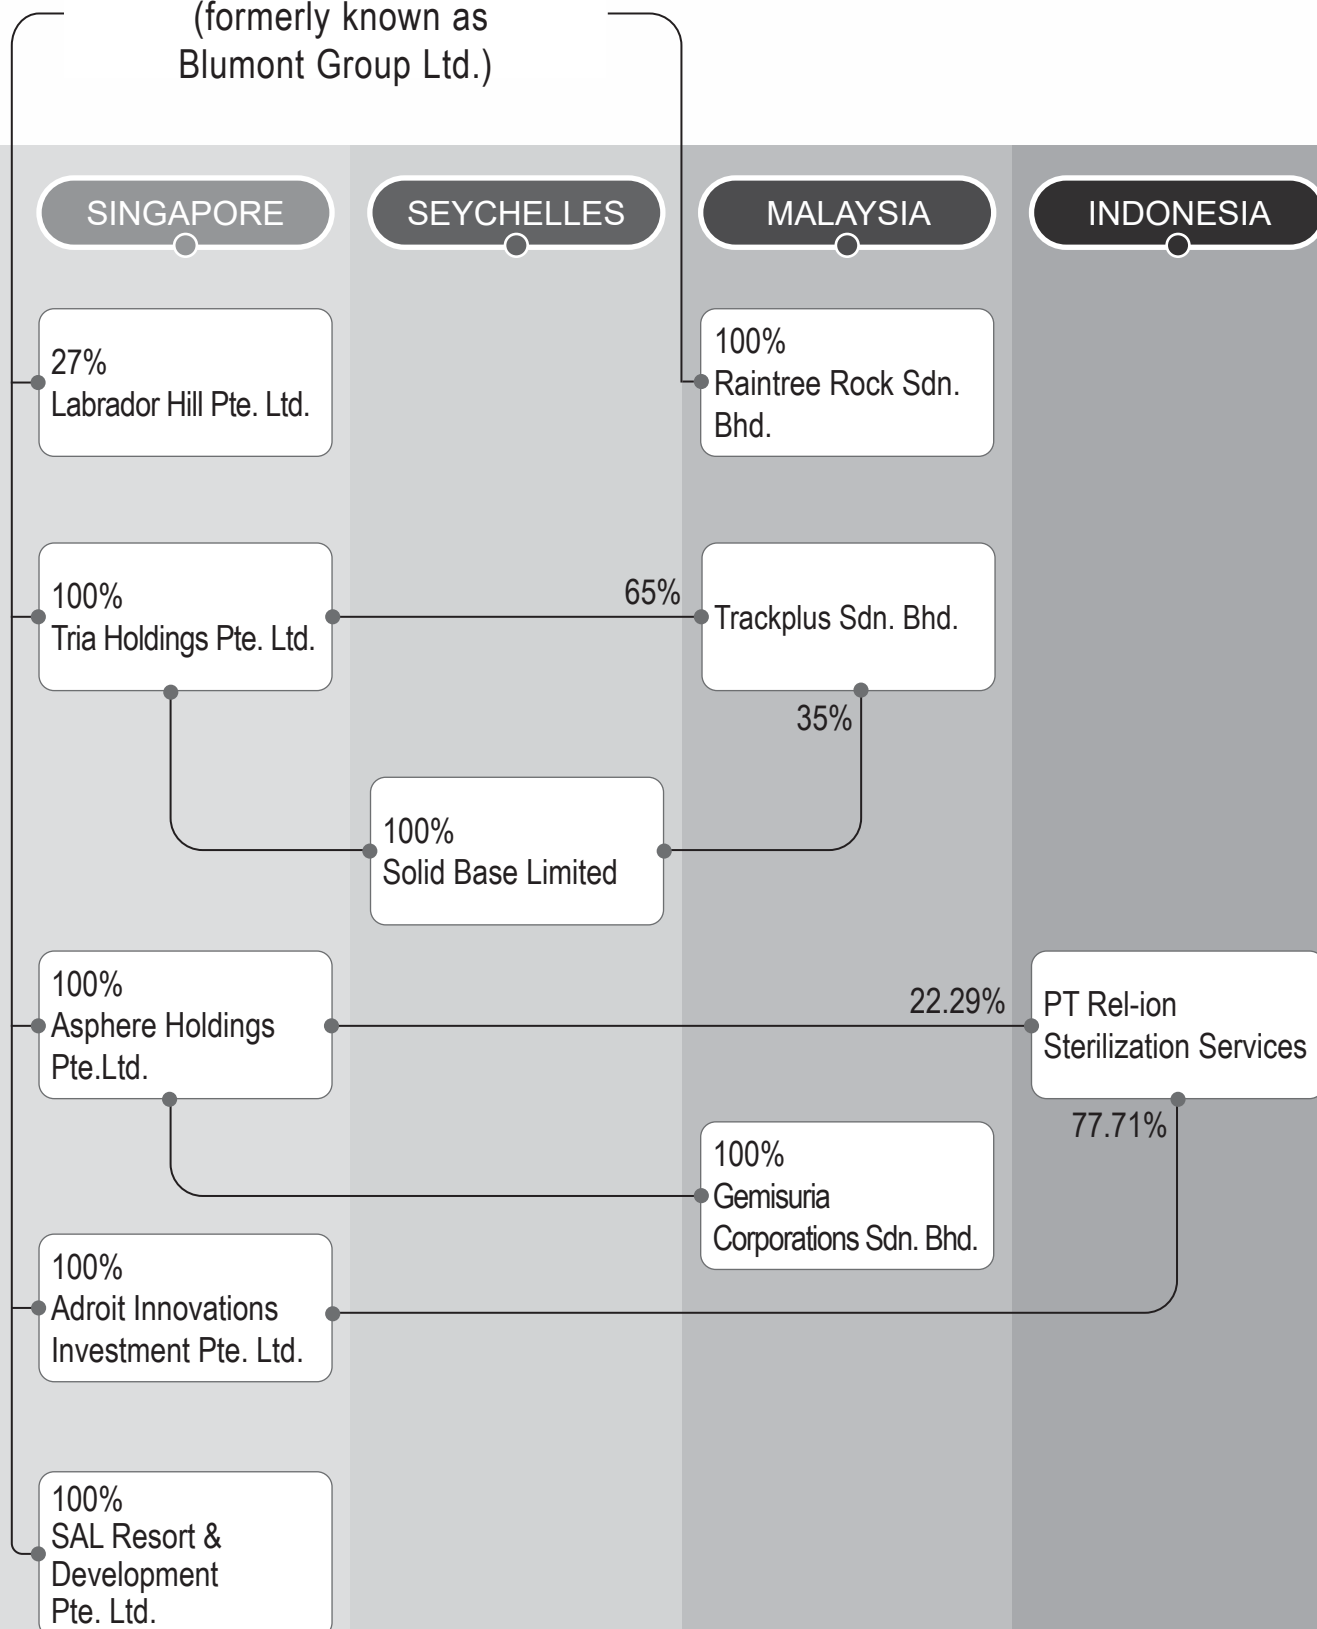 (formerly known as
Blumont Group Ltd.)
SINGAPORE
SEYCHELLES
MALAYSIA
INDONESIA
27%
Labrador Hill Pte. Ltd.
100%
Raintree Rock Sdn.
Bhd.
100%
Tria Holdings Pte. Ltd.
65%
Trackplus Sdn. Bhd.
35%
100%
Solid Base Limited
100%
Asphere Holdings
Pte.Ltd.
22.29%
PT Rel-ion
Sterilization Services
77.71%
100%
Gemisuria
Corporations Sdn. Bhd.
100%
Adroit Innovations
Investment Pte. Ltd.
100%
SAL Resort &
Development
Pte. Ltd.